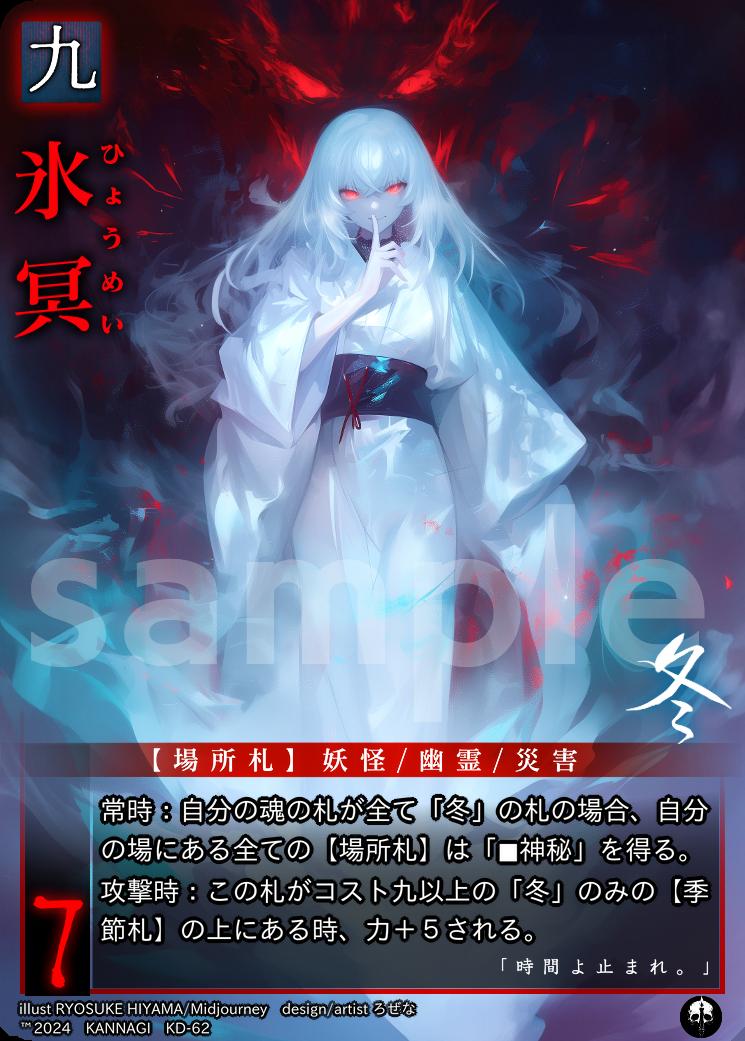 九
氷冥
ひょうめい
sample
冬
【場所札】妖怪/幽霊/災害
常時：自分の魂の札が全て「冬」の札の場合、自分
の場にある全ての【場所札】は「■神秘」を得る。
攻撃時：この札がコスト九以上の「冬」のみの【季
節札】の上にある時、力＋５される。
「時間よ止まれ。」
7
illust RYOSUKE HIYAMA/Midjourney design/artist ろぜな
™2024 KANNAGI KD-62